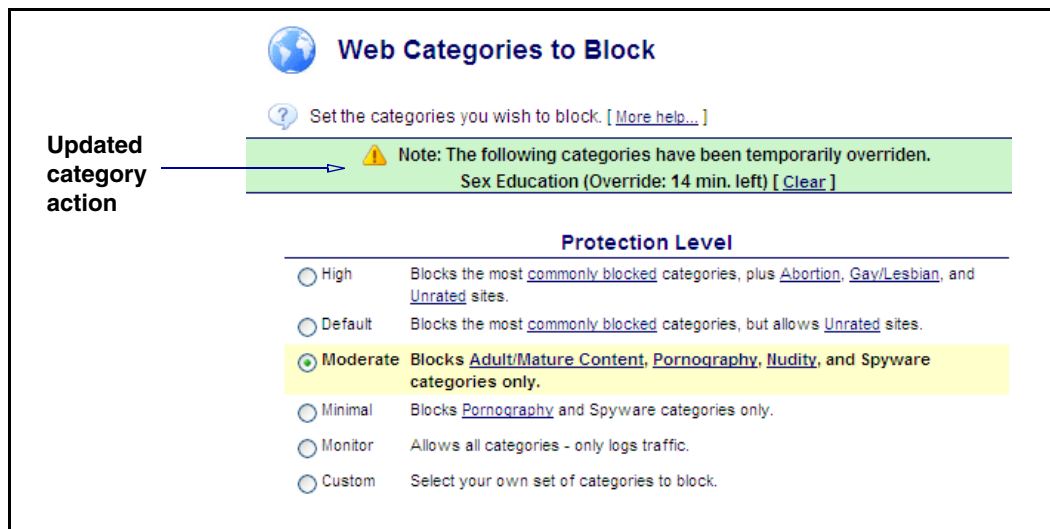 Web Categories to Block
Set the categories you wish to block. [ More help... ]
Updated
category
action
Note: The following categories have been temporarily overriden.
Sex Education (Override: 14 min. left) [ Clear ]
Protection Level
High Blocks the most commonly blocked categories, plus Abortion, Gay/Lesbian, and
Unrated sites.
Default Blocks the most commonly blocked categories, but allows Unrated sites.
Moderate Blocks Adult/Mature Content, Pornography, Nudity, and Spyware
categories only.
Minimal Blocks Pornography and Spyware categories only.
Monitor Allows all categories - only logs traffic.
Custom Select your own set of categories to block.